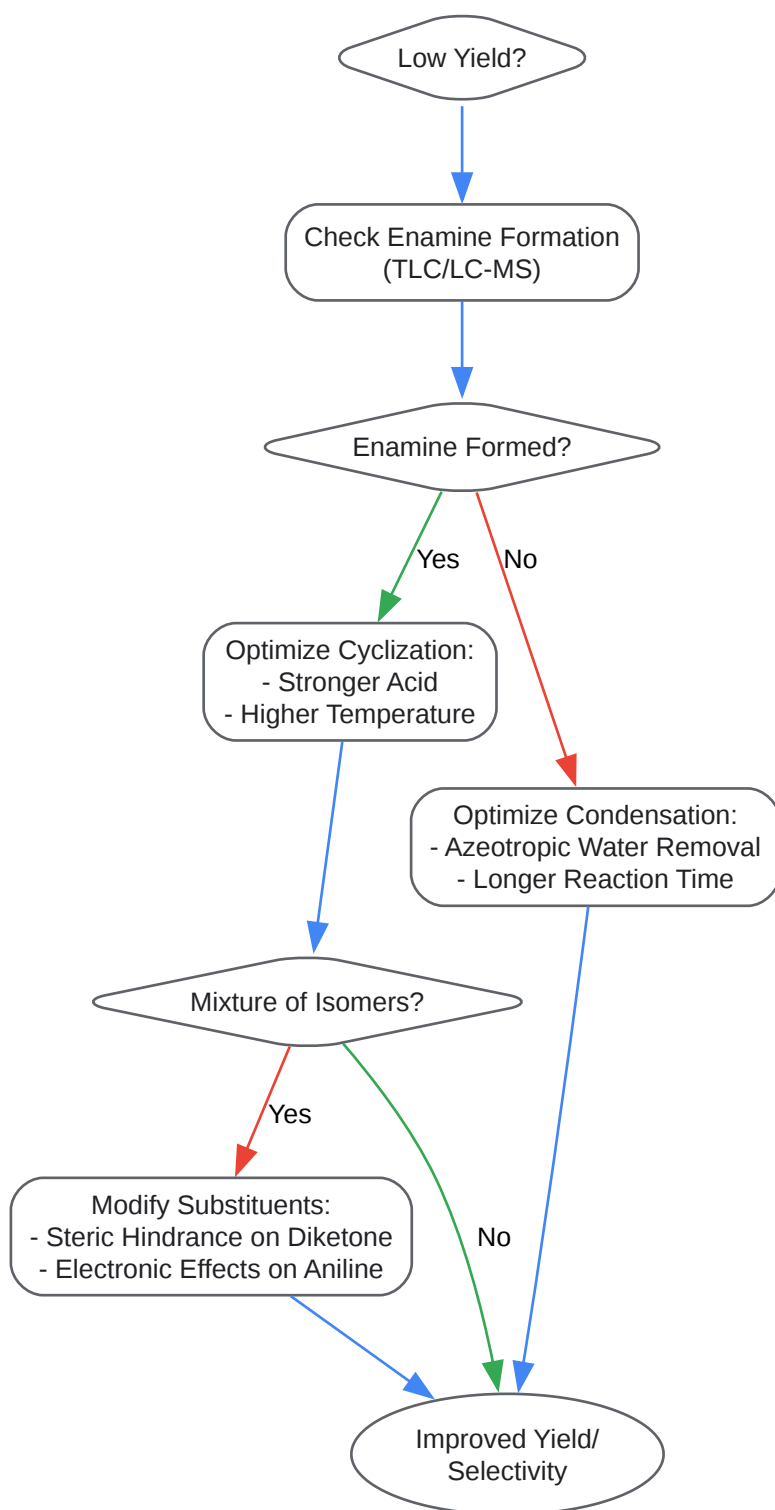 Low Yield?
Check Enamine Formation
(TLC/LC-MS)
Enamine Formed?
Yes
No
Optimize Cyclization:
- Stronger Acid
- Higher Temperature
Optimize Condensation:
- Azeotropic Water Removal
- Longer Reaction Time
Mixture of Isomers?
Yes
Modify Substituents:
- Steric Hindrance on Diketone
- Electronic Effects on Aniline
No
Improved Yield/
Selectivity